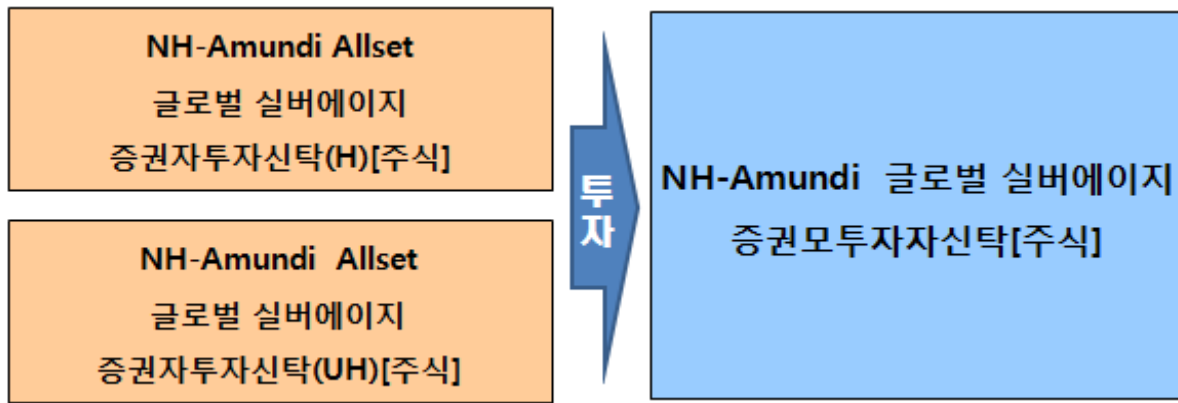 NH-Amundi Allset
글로벌 실버에이지
증권자투자신탁(H)[주식]
NH-Amundi Allset
글로벌 실버에이지
증권자투자신탁(UH)[주식]
투
자
NH-Amundi 글로벌 실버에이지
증권모투자자신탁[주식]